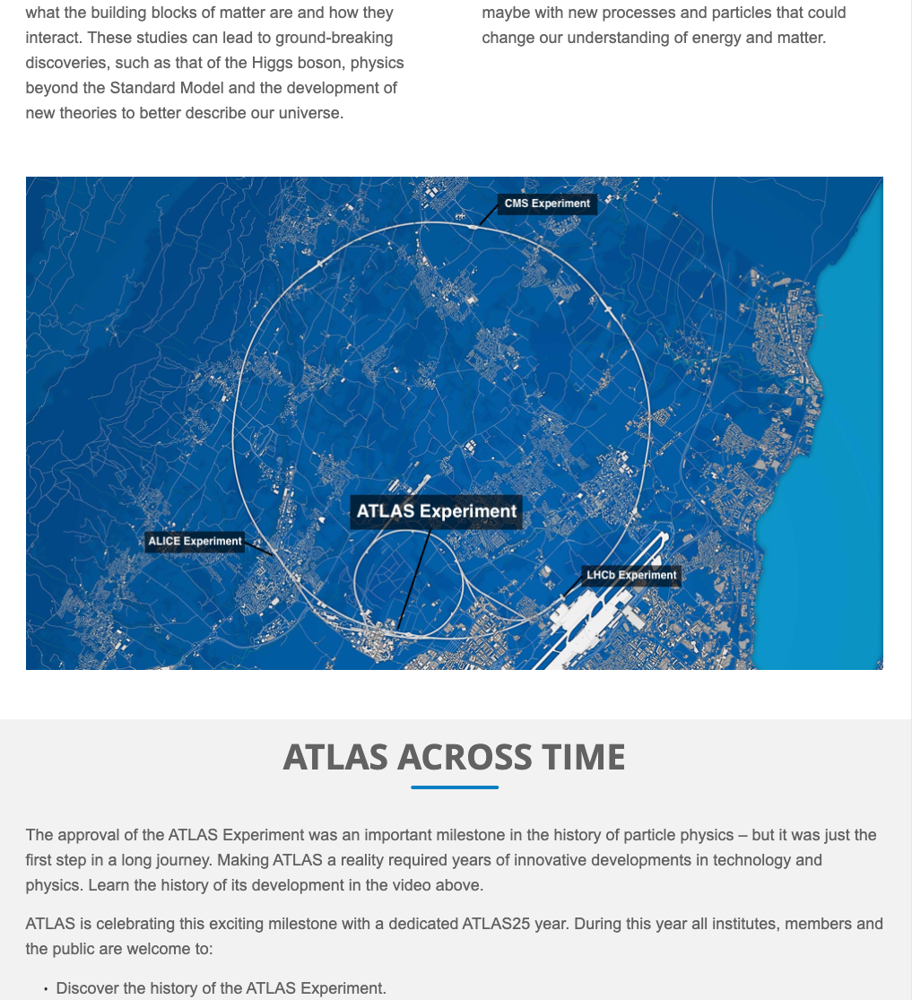 what the building blocks of matter are and how they
interact. These studies can lead to ground-breaking
discoveries, such as that of the Higgs boson, physics
beyond the Standard Model and the development of
new theories to better describe our universe.
maybe with new processes and particles that could
change our understanding of energy and matter.
CMS Experiment
ATLAS Experiment
ALICE Experiment
LHCb Experiment
ATLAS ACROSS TIME
The approval of the ATLAS Experiment was an important milestone in the history of particle physics – but it was just the
first step in a long journey. Making ATLAS a reality required years of innovative developments in technology and
physics. Learn the history of its development in the video above.
ATLAS is celebrating this exciting milestone with a dedicated ATLAS25 year. During this year all institutes, members and
the public are welcome to:
• Discover the history of the ATLAS Experiment.